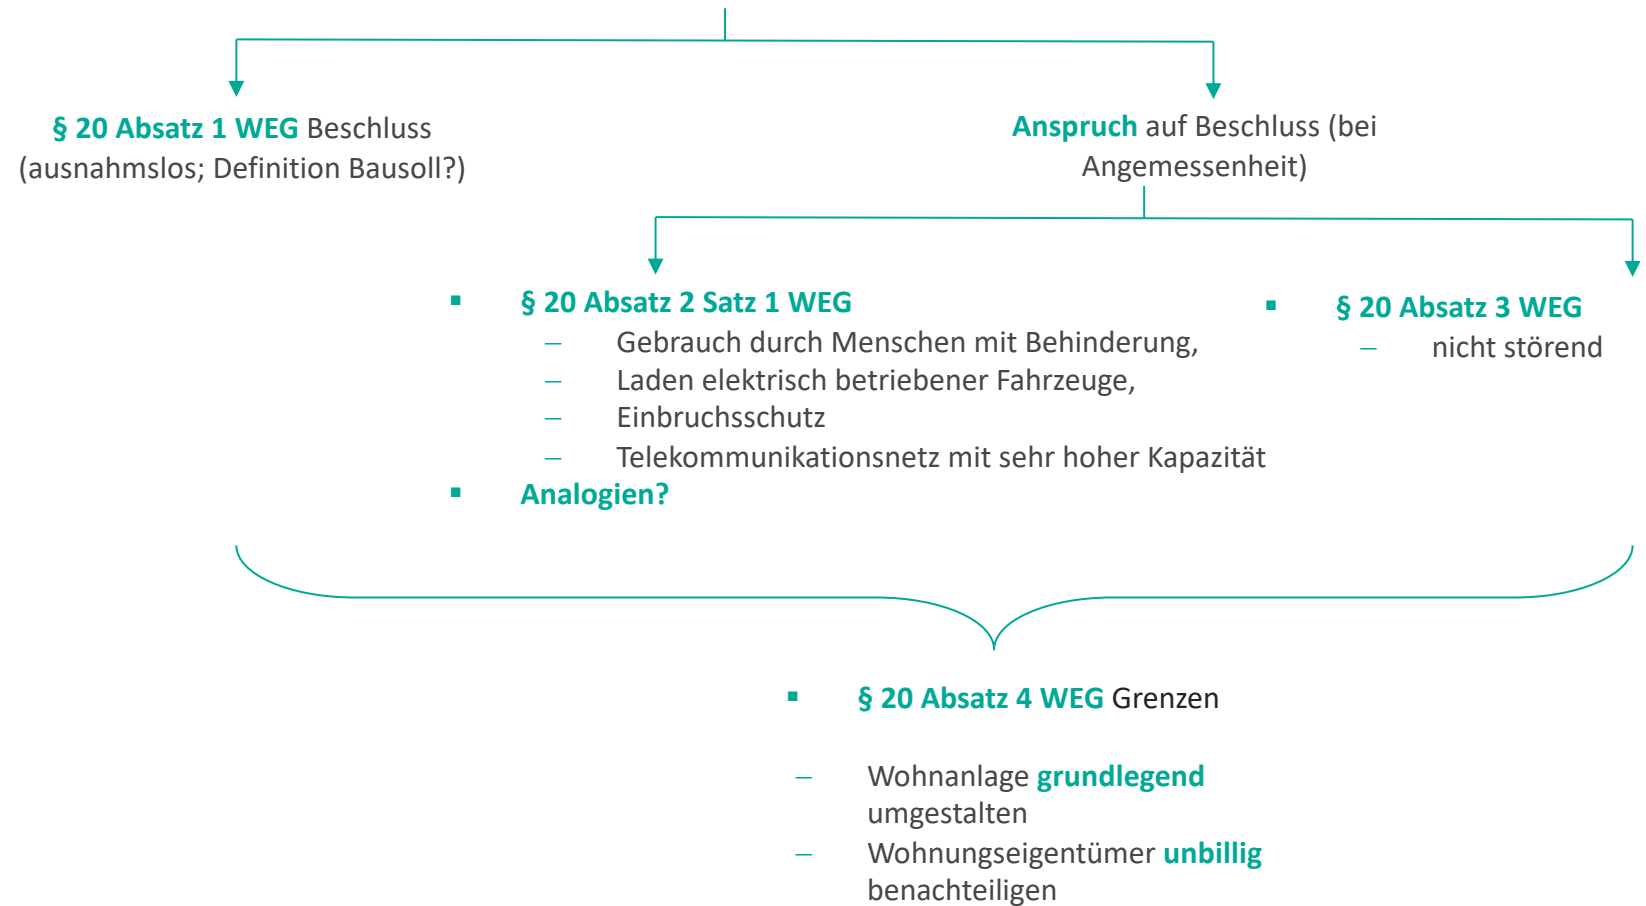 § 20 Absatz 1 WEG Beschluss
(ausnahmslos; Definition Bausoll?)
Anspruch auf Beschluss (bei
Angemessenheit)
▪ § 20 Absatz 2 Satz 1 WEG
– Gebrauch durch Menschen mit Behinderung,
– Laden elektrisch betriebener Fahrzeuge,
– Einbruchsschutz
– Telekommunikationsnetz mit sehr hoher Kapazität
▪ Analogien?
▪ § 20 Absatz 3 WEG
– nicht störend
▪ § 20 Absatz 4 WEG Grenzen
– Wohnanlage grundlegend
umgestalten
– Wohnungseigentümer unbillig
benachteiligen